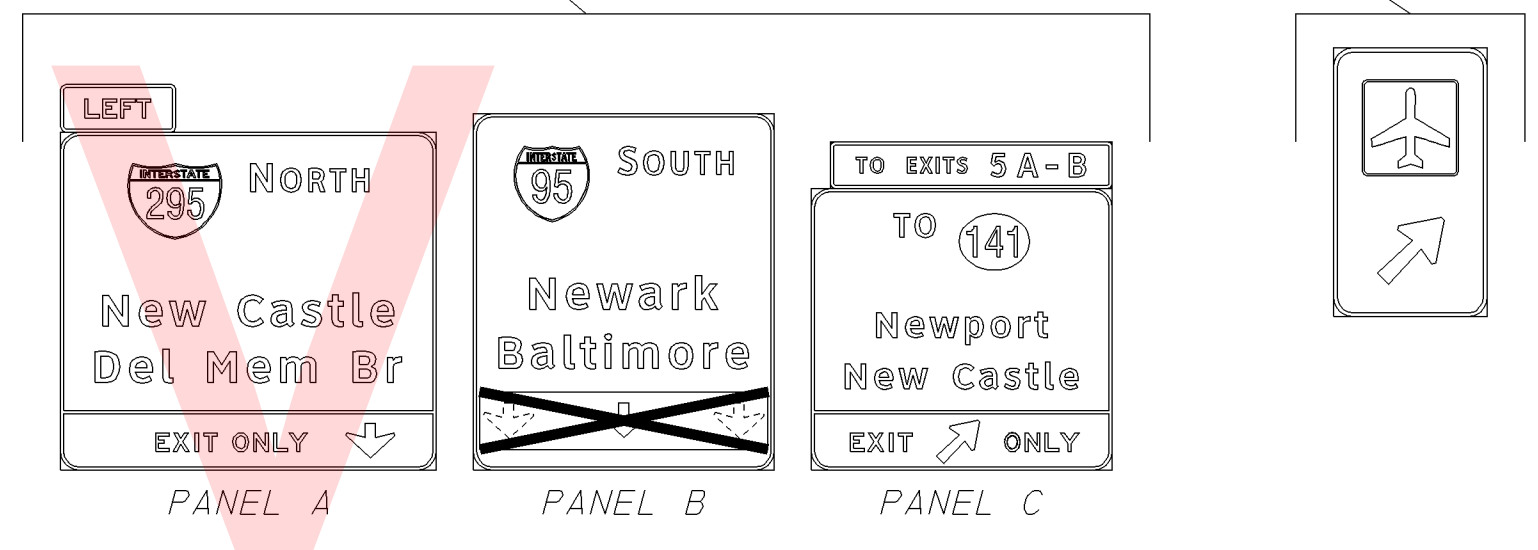 LEFT
INTERSTATE
295
NORTH
New Castle
Del Mem Br
EXIT ONLY
PANEL A
INTERSTATE
95
SOUTH
Newark
Baltimore
PANEL B
TO EXITS 5 A - B
TO 141
Newport
New Castle
EXIT ONLY
PANEL C